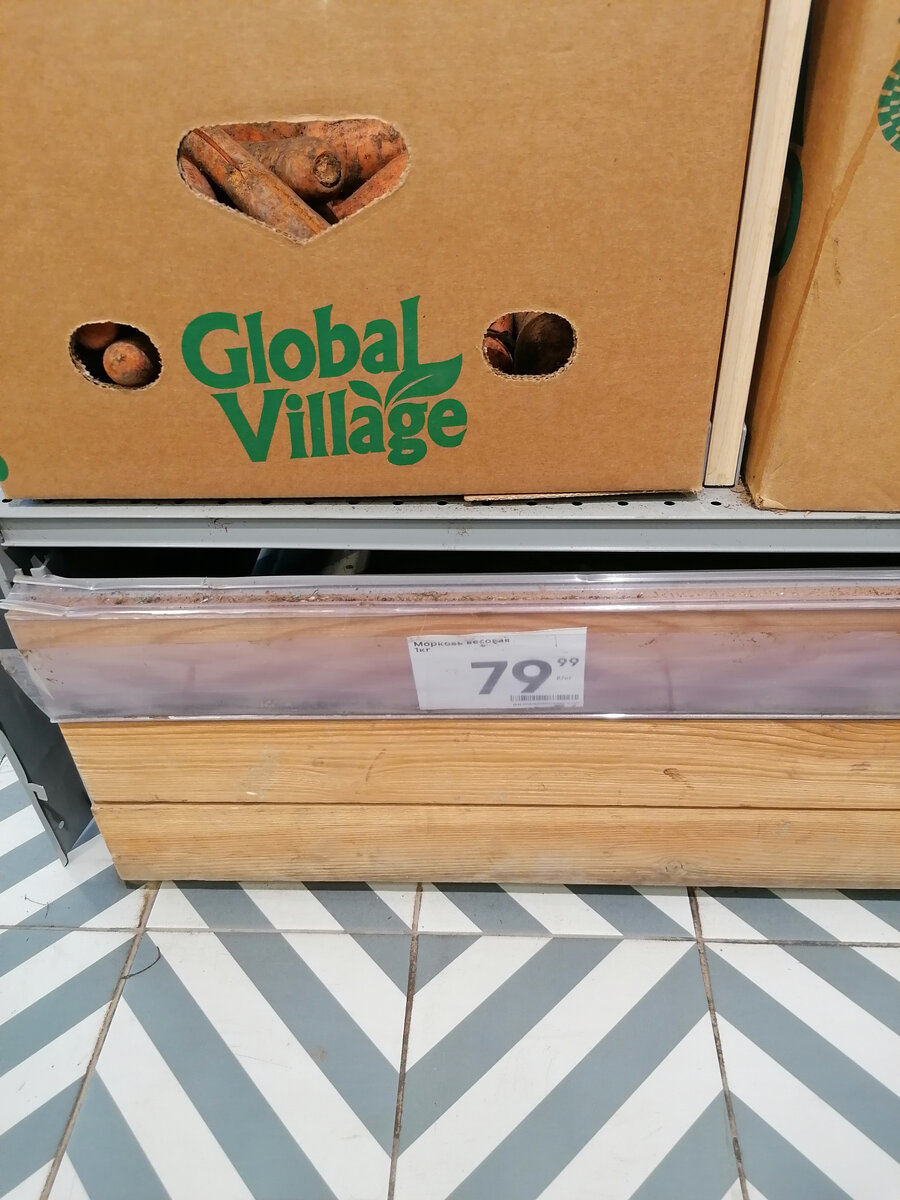 Global
Village
Морковь весовая
1кг
79 99